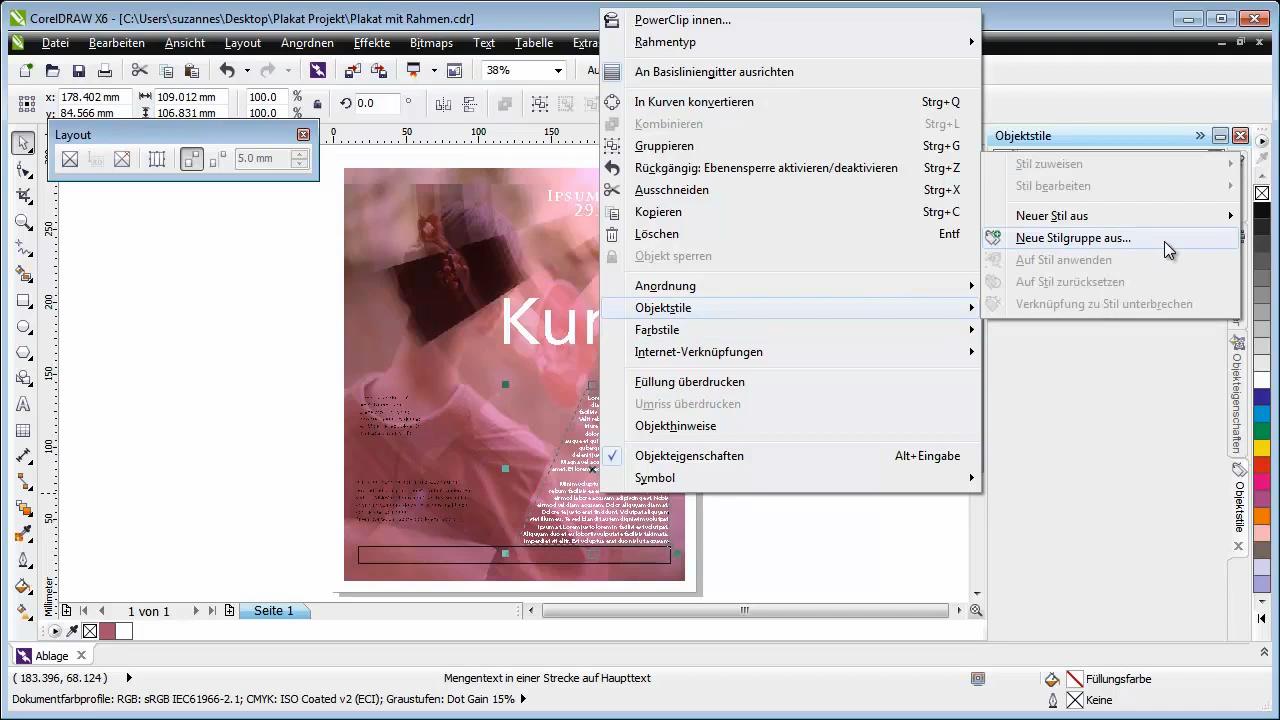 CorelDRAW X6 - [C:\Users\suzannes\Desktop\Plakat Projekt\Plakat mit Rahmen.cdr]
Datei Bearbeiten Ansicht Layout Anordnen Effekte Bitmaps Text Tabelle Extras
38%
x: 178.402 mm
y: 84.566 mm
109.012 mm
106.831 mm
100.0 %
100.0 %
0.0 °
Layout
5.0 mm
0 50 100 150
250
200
150
100
50
Millimeter
PowerClip innen...
Rahmentyp
An Basisliniengitter ausrichten
In Kurven konvertieren Strg+Q
Kombinieren Strg+L
Gruppieren Strg+G
Rückgängig: Ebenensperre aktivieren/deaktivieren Strg+Z
Ausschneiden Strg+X
Kopieren Strg+C
Löschen Entf
Objekt sperren
Anordnung
Objektstile
Farbstile
Internet-Verknüpfungen
Füllung überdrucken
Umriss überdrucken
Objekthinweise
Objekteigenschaften Alt+Eingabe
Symbol
Objektstile
Stil zuweisen
Stil bearbeiten
Neuer Stil aus
Neue Stilgruppe aus...
Auf Stil anwenden
Auf Stil zurücksetzen
Verknüpfung zu Stil unterbrechen
Objekteigenschaften
Objektstile
Ipsum
29.
Kun
1 von 1
Seite 1
Ablage
( 183.396, 68.124 )
Mengentext in einer Strecke auf Haupttext
Füllungsfarbe
Dokumentfarbprofile: RGB: sRGB IEC61966-2.1; CMYK: ISO Coated v2 (ECI); Graustufen: Dot Gain 15%
Keine